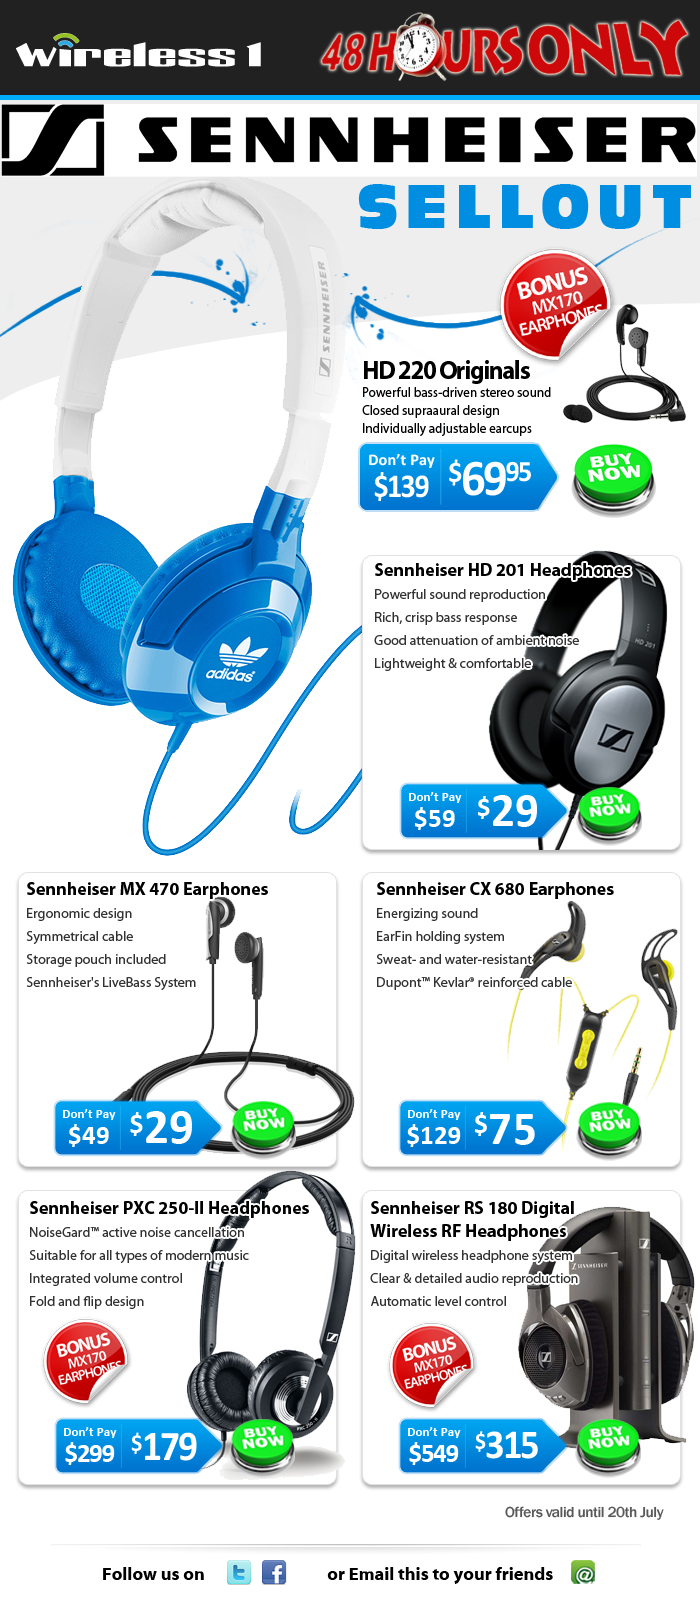 wireless 1
48 HOURS ONLY
SENNHEISER
SELLOUT
SENNHEISER
BONUS
MX170
EARPHONES
HD 220 Originals
Powerful bass-driven stereo sound
Closed supraaural design
Individually adjustable earcups
Don't Pay
$139
$69.95
BUY
NOW
adidas
Sennheiser HD 201 Headphones
Powerful sound reproduction
Rich, crisp bass response
Good attenuation of ambient noise
Lightweight & comfortable
HD 201
Don't Pay
$59
$29
BUY
NOW
Sennheiser MX 470 Earphones
Ergonomic design
Symmetrical cable
Storage pouch included
Sennheiser's LiveBass System
Don't Pay
$49
$29
BUY
NOW
Sennheiser CX 680 Earphones
Energizing sound
EarFin holding system
Sweat- and water-resistant
Dupont™ Kevlar® reinforced cable
Don't Pay
$129
$75
BUY
NOW
Sennheiser PXC 250-II Headphones
NoiseGard™ active noise cancellation
Suitable for all types of modern music
Integrated volume control
Fold and flip design
BONUS
MX170
EARPHONES
PXC 250-II
Don't Pay
$299
$179
BUY
NOW
Sennheiser RS 180 Digital
Wireless RF Headphones
Digital wireless headphone system
Clear & detailed audio reproduction
Automatic level control
SENNHEISER
BONUS
MX170
EARPHONES
Don't Pay
$549
$315
BUY
NOW
Offers valid until 20th July
Follow us on
or Email this to your friends